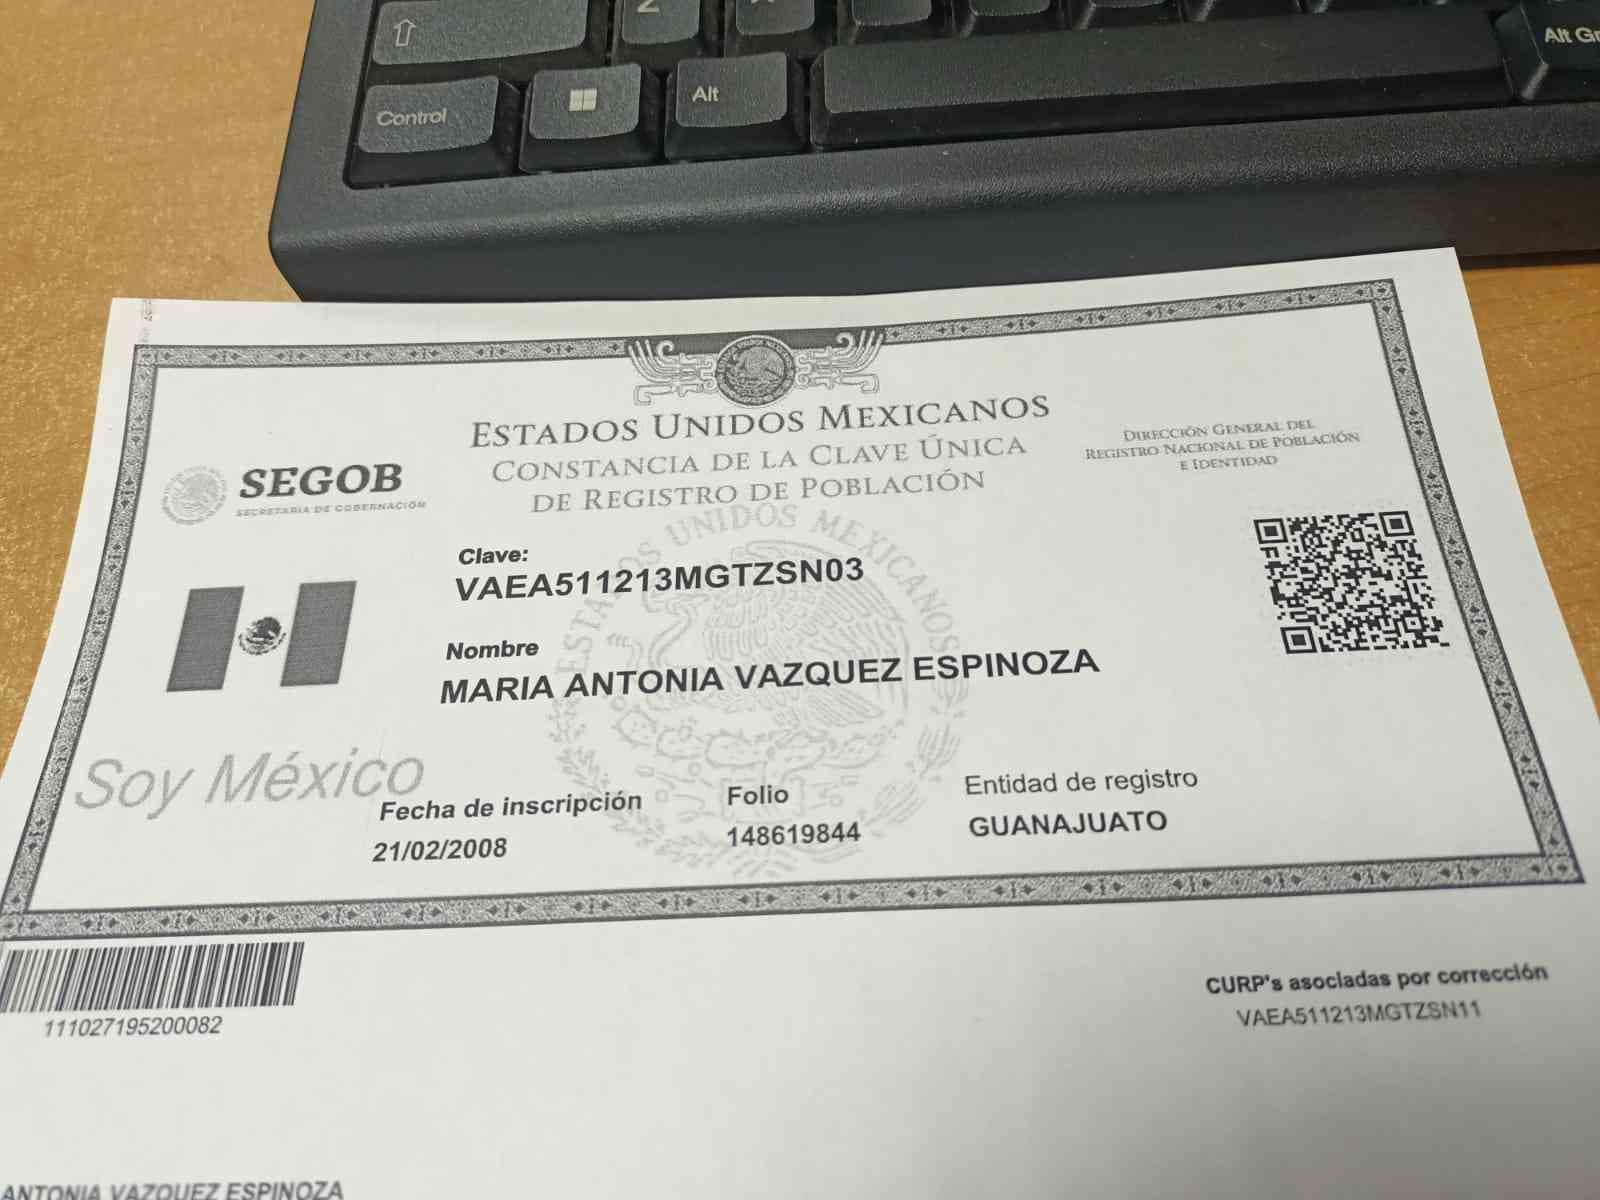 Control
Alt
Alt Gr
ESTADOS UNIDOS MEXICANOS
CONSTANCIA DE LA CLAVE ÚNICA
DE REGISTRO DE POBLACIÓN
DIRECCIÓN GENERAL DEL
REGISTRO NACIONAL DE POBLACIÓN
E IDENTIDAD
SEGOB
SECRETARÍA DE GOBERNACIÓN
ESTADOS UNIDOS MEXICANOS
Clave:
VAEA511213MGTZSN03
Nombre
MARIA ANTONIA VAZQUEZ ESPINOZA
Soy México
Fecha de inscripción
21/02/2008
Folio
148619844
Entidad de registro
GUANAJUATO
111027195200082
CURP's asociadas por corrección
VAEA511213MGTZSN11
ANTONIA VAZQUEZ ESPINOZA